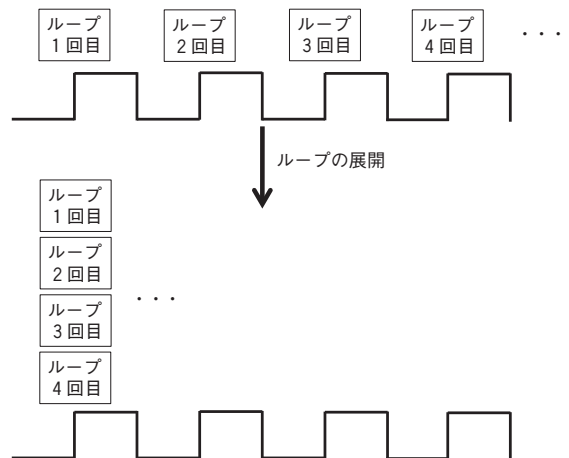 ループ
1回目
ループ
2回目
ループ
3回目
ループ
4回目
・・・
ループの展開
ループ
1回目
ループ
2回目
・・・
ループ
3回目
ループ
4回目